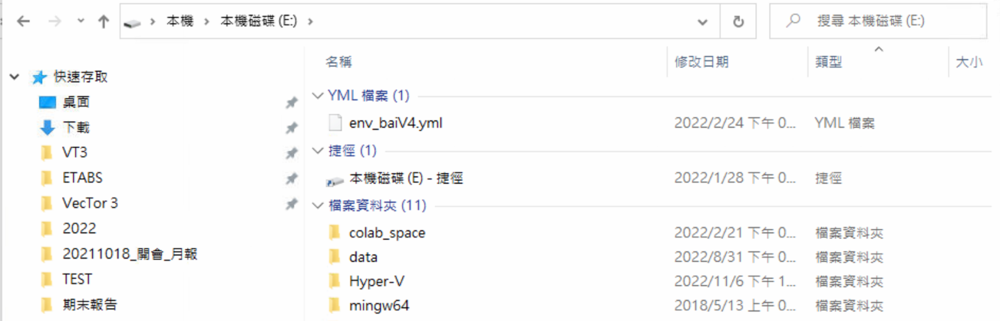 本機 › 本機磁碟 (E:) ›
搜尋 本機磁碟 (E:)
快速存取
桌面
下載
VT3
ETABS
VecTor 3
2022
20211018_開會_月報
TEST
期末報告
名稱 修改日期 類型 大小
YML 檔案 (1)
env_baiV4.yml 2022/2/24 下午 0... YML 檔案
捷徑 (1)
本機磁碟 (E) - 捷徑 2022/1/28 下午 0... 捷徑
檔案資料夾 (11)
colab_space 2022/2/21 下午 0... 檔案資料夾
data 2022/8/31 下午 0... 檔案資料夾
Hyper-V 2022/11/6 下午 1... 檔案資料夾
mingw64 2018/5/13 上午 0... 檔案資料夾